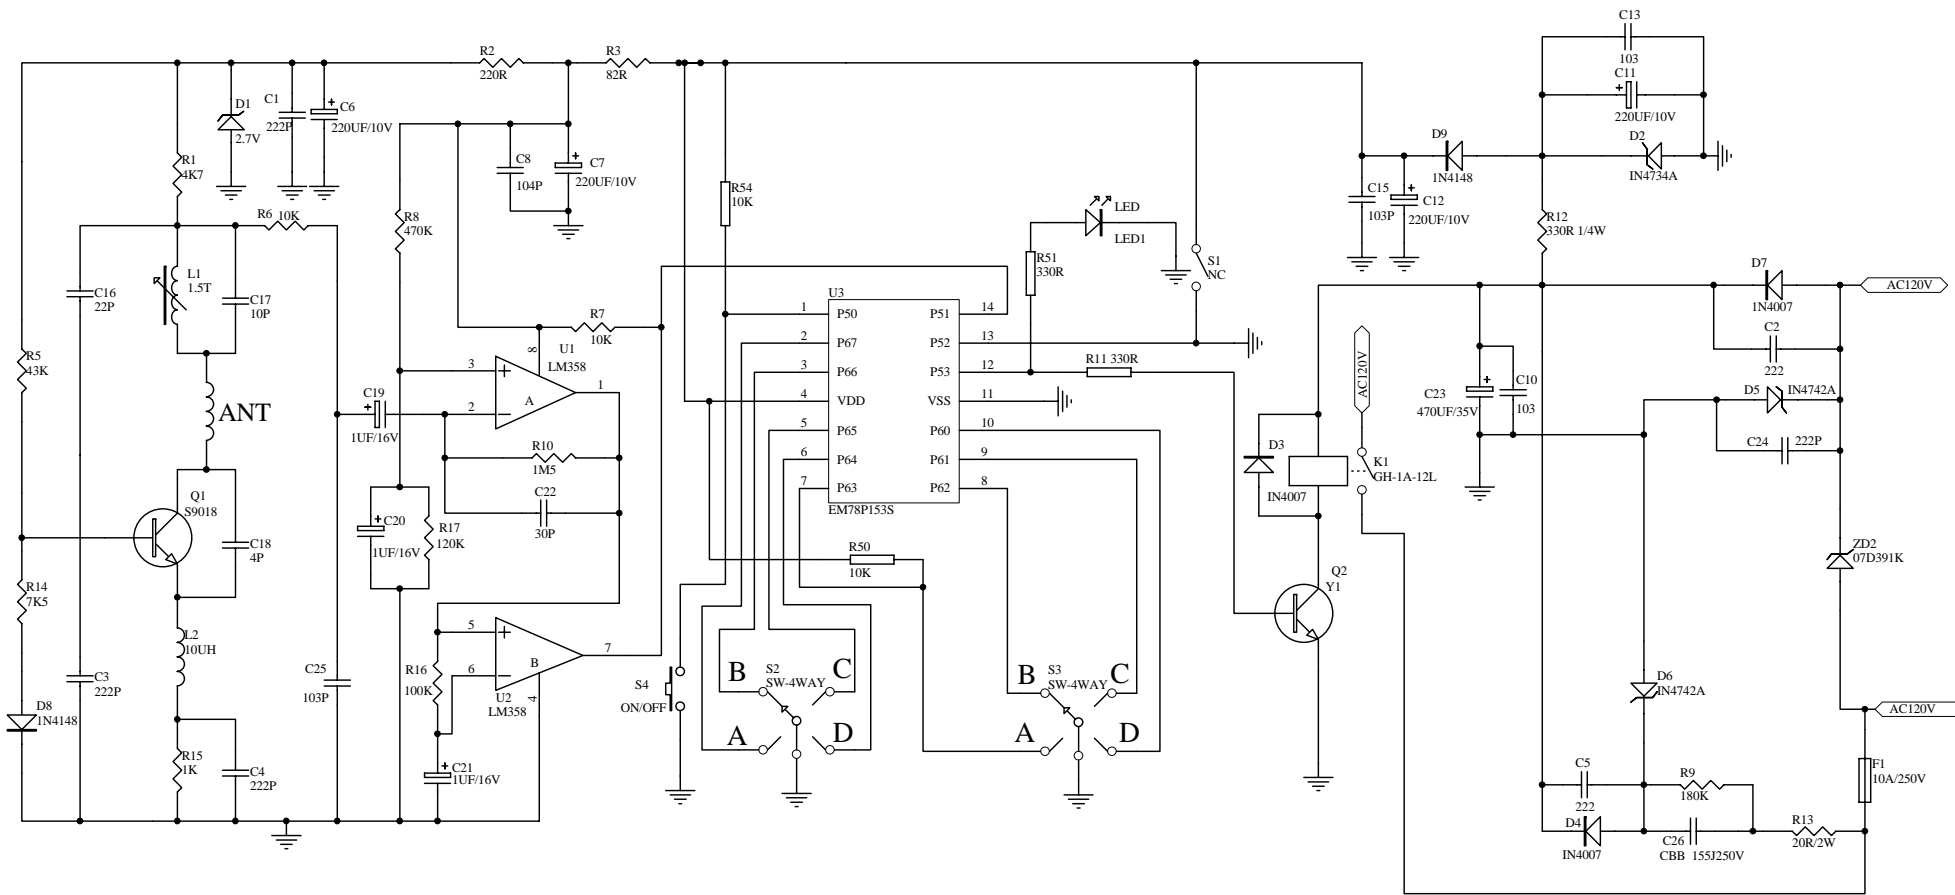 C13
103
C11
+
220UF/10V
D2
IN4734A
R2
220R
R3
82R
D1
2.7V
C1
222P
+
C6
220UF/10V
R1
4K7
C8
104P
+
C7
220UF/10V
R54
10K
D9
1N4148
C15
103P
+
C12
220UF/10V
R12
330R 1/4W
R6 10K
R8
470K
LED
LED1
R51
330R
S1
NC
L1
1.5T
C16
22P
C17
10P
D7
1N4007
AC120V
C2
222
U3
1 P50 P51 14
2 P67 P52 13
3 P66 P53 12
4 VDD VSS 11
5 P65 P60 10
6 P64 P61 9
7 P63 P62 8
EM78P153S
R7
10K
8
U1
LM358
3 +
A
1
2 −
R5
43K
ANT
C19
+
1UF/16V
R11 330R
AC120V
+
C23
470UF/35V
C10
103
D5
IN4742A
C24
222P
R10
1M5
C22
30P
D3
IN4007
K1
GH-1A-12L
Q1
S9018
C18
4P
+
C20
1UF/16V
R17
120K
R50
10K
Q2
Y1
ZD2
07D391K
R14
7K5
L2
10UH
5 +
B
7
6 −
4
U2
LM358
R16
100K
C3
222P
C25
103P
S4
ON/OFF
B
S2
SW-4WAY
C
A
D
B
S3
SW-4WAY
C
A
D
D6
IN4742A
AC120V
D8
1N4148
R15
1K
C4
222P
+
C21
1UF/16V
F1
10A/250V
C5
222
R9
180K
D4
IN4007
C26
CBB 155J250V
R13
20R/2W